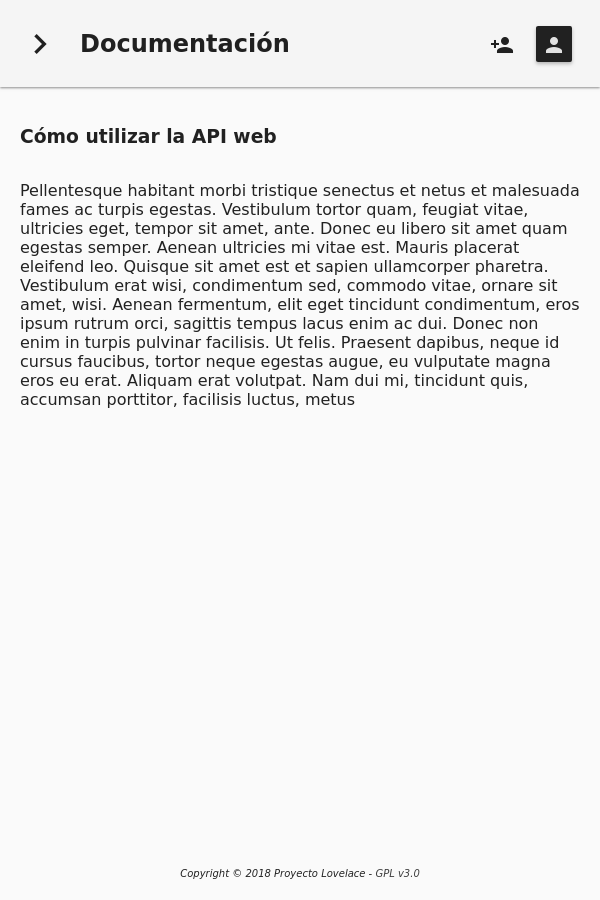 Documentación
Cómo utilizar la API web
Pellentesque habitant morbi tristique senectus et netus et malesuada
fames ac turpis egestas. Vestibulum tortor quam, feugiat vitae,
ultricies eget, tempor sit amet, ante. Donec eu libero sit amet quam
egestas semper. Aenean ultricies mi vitae est. Mauris placerat
eleifend leo. Quisque sit amet est et sapien ullamcorper pharetra.
Vestibulum erat wisi, condimentum sed, commodo vitae, ornare sit
amet, wisi. Aenean fermentum, elit eget tincidunt condimentum, eros
ipsum rutrum orci, sagittis tempus lacus enim ac dui. Donec non
enim in turpis pulvinar facilisis. Ut felis. Praesent dapibus, neque id
cursus faucibus, tortor neque egestas augue, eu vulputate magna
eros eu erat. Aliquam erat volutpat. Nam dui mi, tincidunt quis,
accumsan porttitor, facilisis luctus, metus
Copyright © 2018 Proyecto Lovelace - GPL v3.0